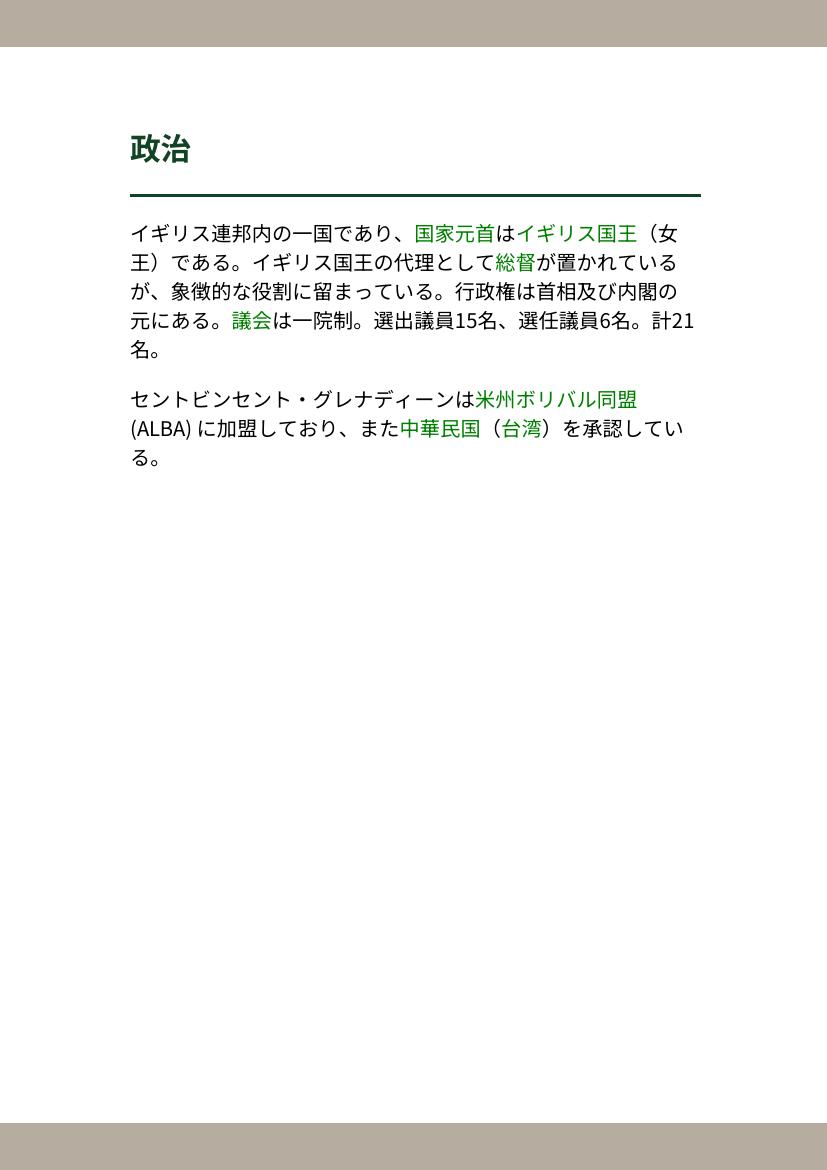 政治
イギリス連邦内の一国であり、国家元首はイギリス国王（女
王）である。イギリス国王の代理として総督が置かれている
が、象徴的な役割に留まっている。行政権は首相及び内閣の
元にある。議会は一院制。選出議員15名、選任議員6名。計21
名。
セントビンセント・グレナディーンは米州ボリバル同盟
(ALBA) に加盟しており、また中華民国（台湾）を承認してい
る。